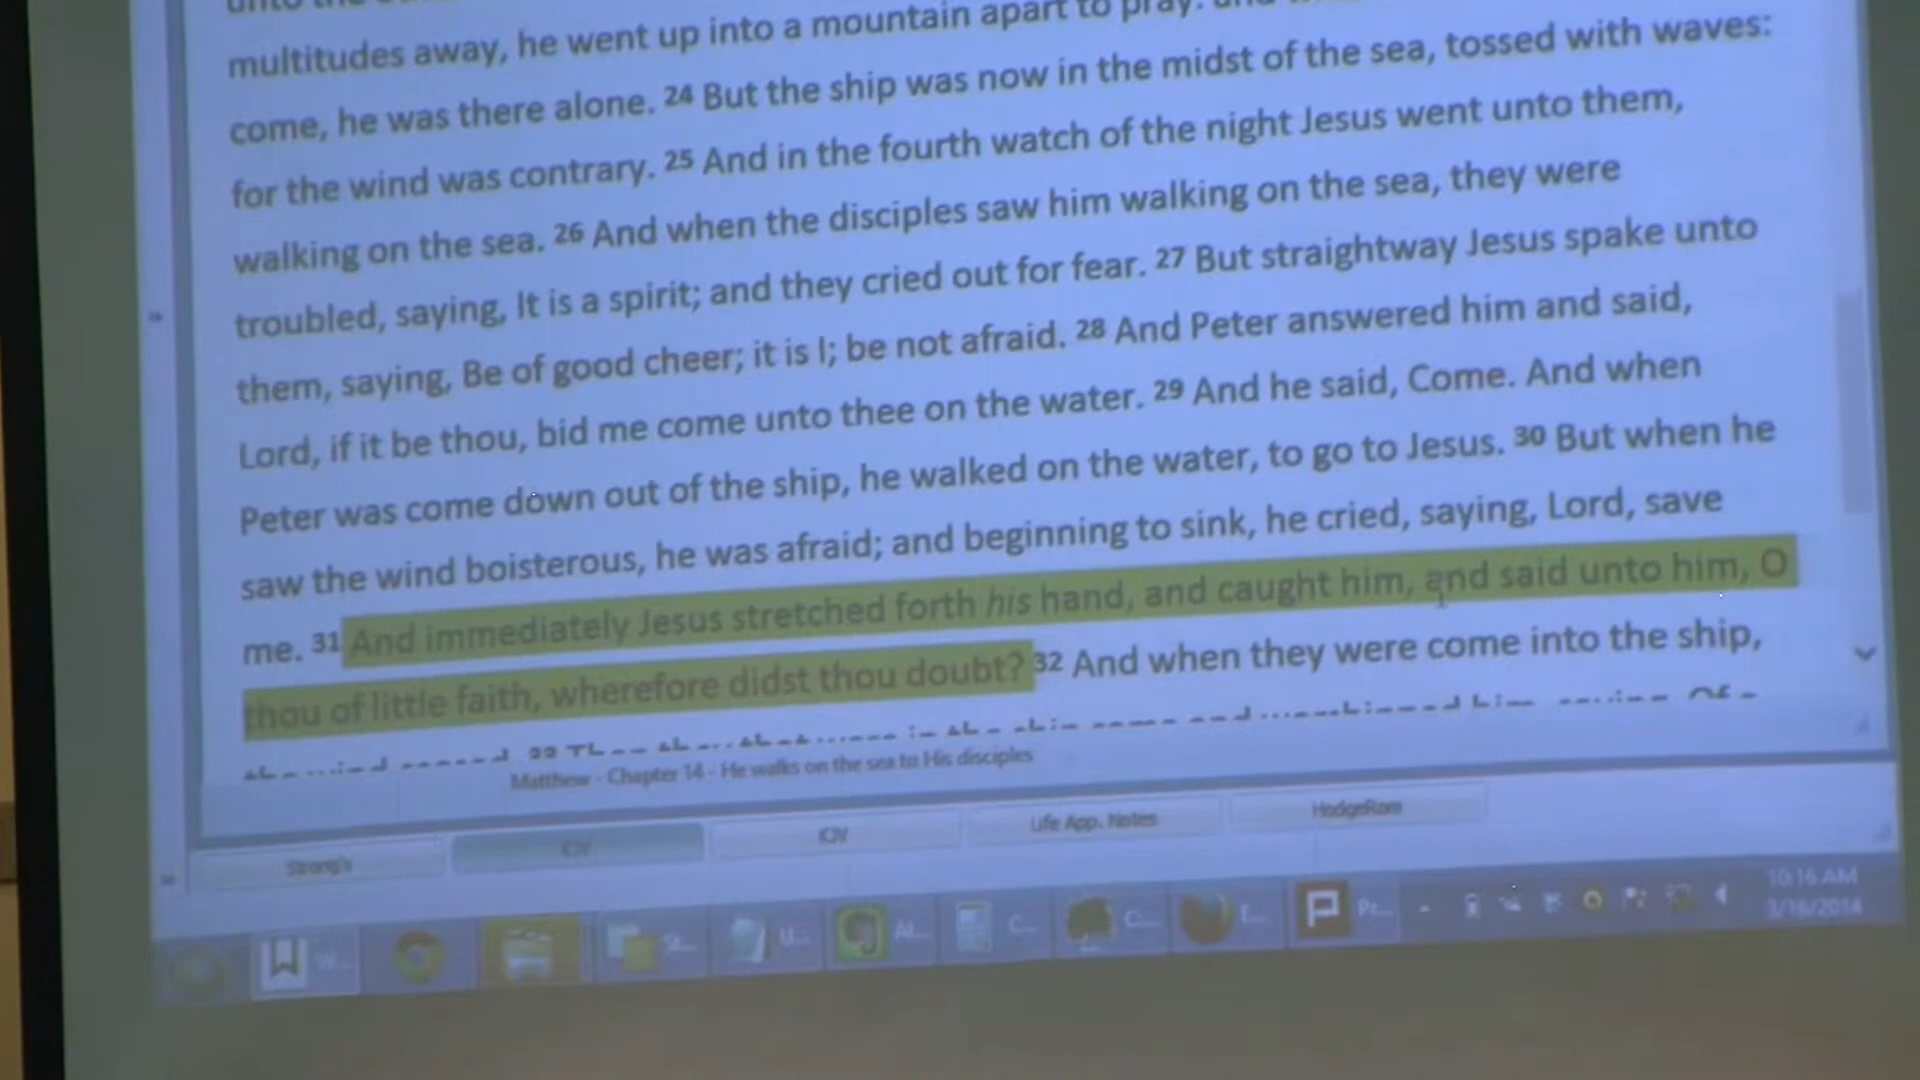 unto the
multitudes away, he went up into a mountain apart to pray: and
come, he was there alone. 24 But the ship was now in the midst of the sea, tossed with waves:
for the wind was contrary. 25 And in the fourth watch of the night Jesus went unto them,
walking on the sea. 26 And when the disciples saw him walking on the sea, they were
troubled, saying, It is a spirit; and they cried out for fear. 27 But straightway Jesus spake unto
them, saying, Be of good cheer; it is I; be not afraid. 28 And Peter answered him and said,
Lord, if it be thou, bid me come unto thee on the water. 29 And he said, Come. And when
Peter was come down out of the ship, he walked on the water, to go to Jesus. 30 But when he
saw the wind boisterous, he was afraid; and beginning to sink, he cried, saying, Lord, save
me. 31 And immediately Jesus stretched forth his hand, and caught him, and said unto him, O
thou of little faith, wherefore didst thou doubt? 32 And when they were come into the ship,
Matthew - Chapter 14 - He walks on the sea to His disciples
Strong's KJV Life App. Notes HodgeRom
W... St... U... Al... C... C... E... P Pr... 10:16 AM
3/16/2014